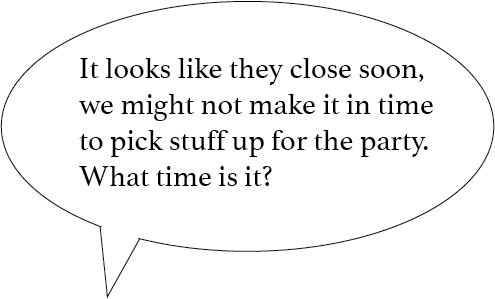 It looks like they close soon,
we might not make it in time
to pick stuff up for the party.
What time is it?